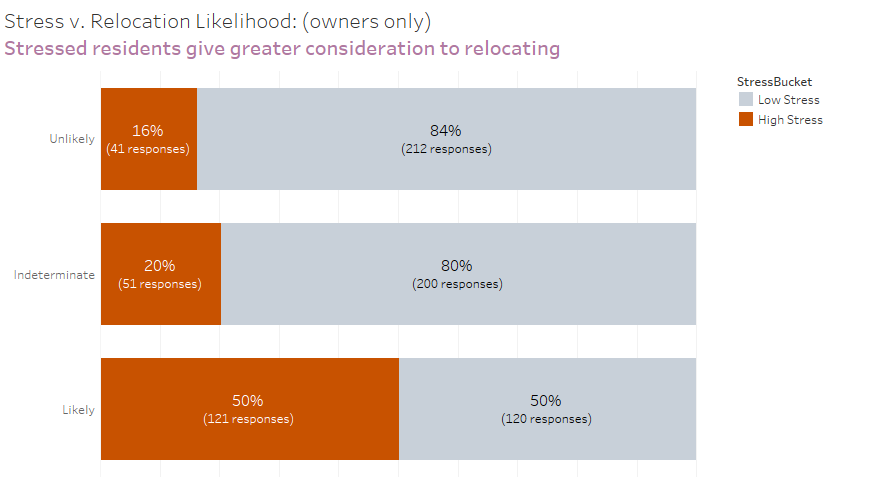 Stress v. Relocation Likelihood: (owners only)
Stressed residents give greater consideration to relocating
StressBucket
Low Stress
High Stress
Unlikely
16%
(41 responses)
84%
(212 responses)
Indeterminate
20%
(51 responses)
80%
(200 responses)
Likely
50%
(121 responses)
50%
(120 responses)